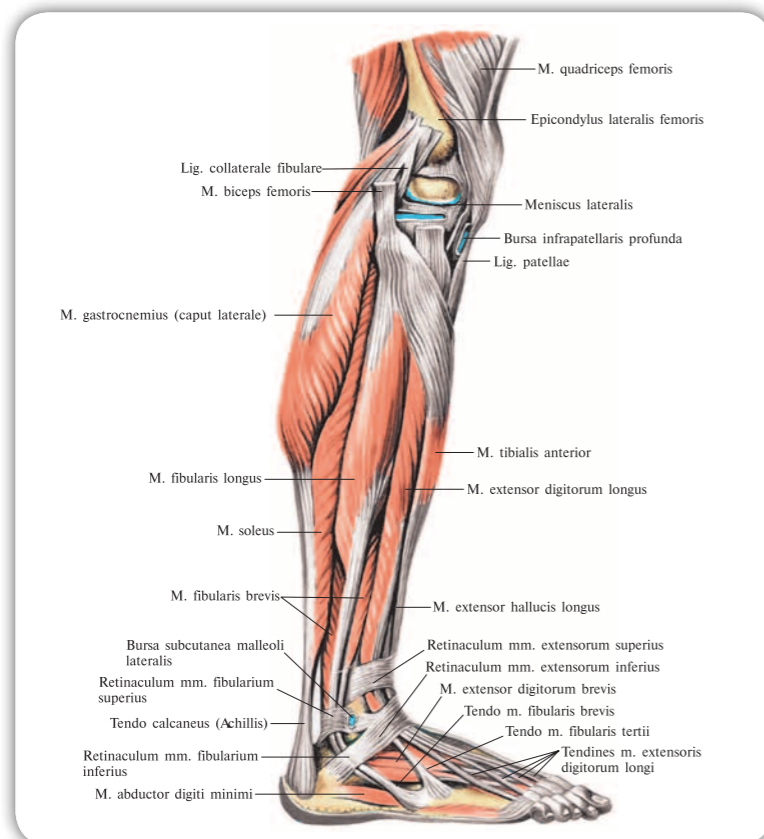 M. quadriceps femoris
Epicondylus lateralis femoris
Lig. collaterale fibulare
M. biceps femoris
Meniscus lateralis
Bursa infrapatellaris profunda
Lig. patellae
M. gastrocnemius (caput laterale)
M. tibialis anterior
M. fibularis longus
M. extensor digitorum longus
M. soleus
M. fibularis brevis
M. extensor hallucis longus
Bursa subcutanea malleoli
lateralis
Retinaculum mm. extensorum superius
Retinaculum mm. extensorum inferius
Retinaculum mm. fibularium
superius
M. extensor digitorum brevis
Tendo m. fibularis brevis
Tendo calcaneus (Achillis)
Tendo m. fibularis tertii
Retinaculum mm. fibularium
inferius
Tendines m. extensoris
digitorum longi
M. abductor digiti minimi